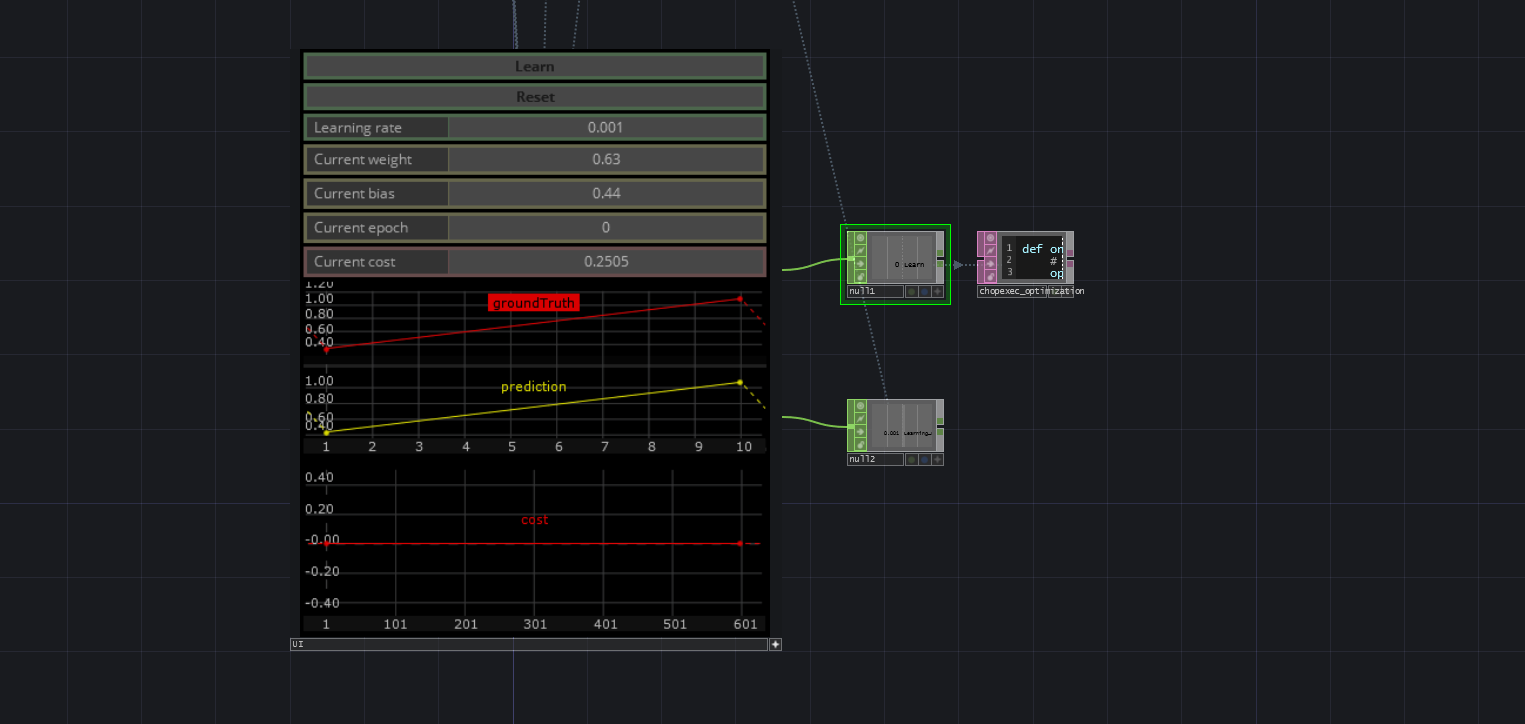 Learn
Reset
Learning rate 0.001
Current weight 0.63
Current bias 0.44
Current epoch 0
Current cost 0.2505
1.20
1.00
0.80
0.60
0.40
groundTruth
1.00
0.80
0.60
0.40
prediction
1 2 3 4 5 6 7 8 9 10
0.40
0.20
-0.00
-0.20
-0.40
cost
1 101 201 301 401 501 601
UI
0 Learn
null1
1 def on
2 #
3 op
chopexec_optimization
0.001
null2